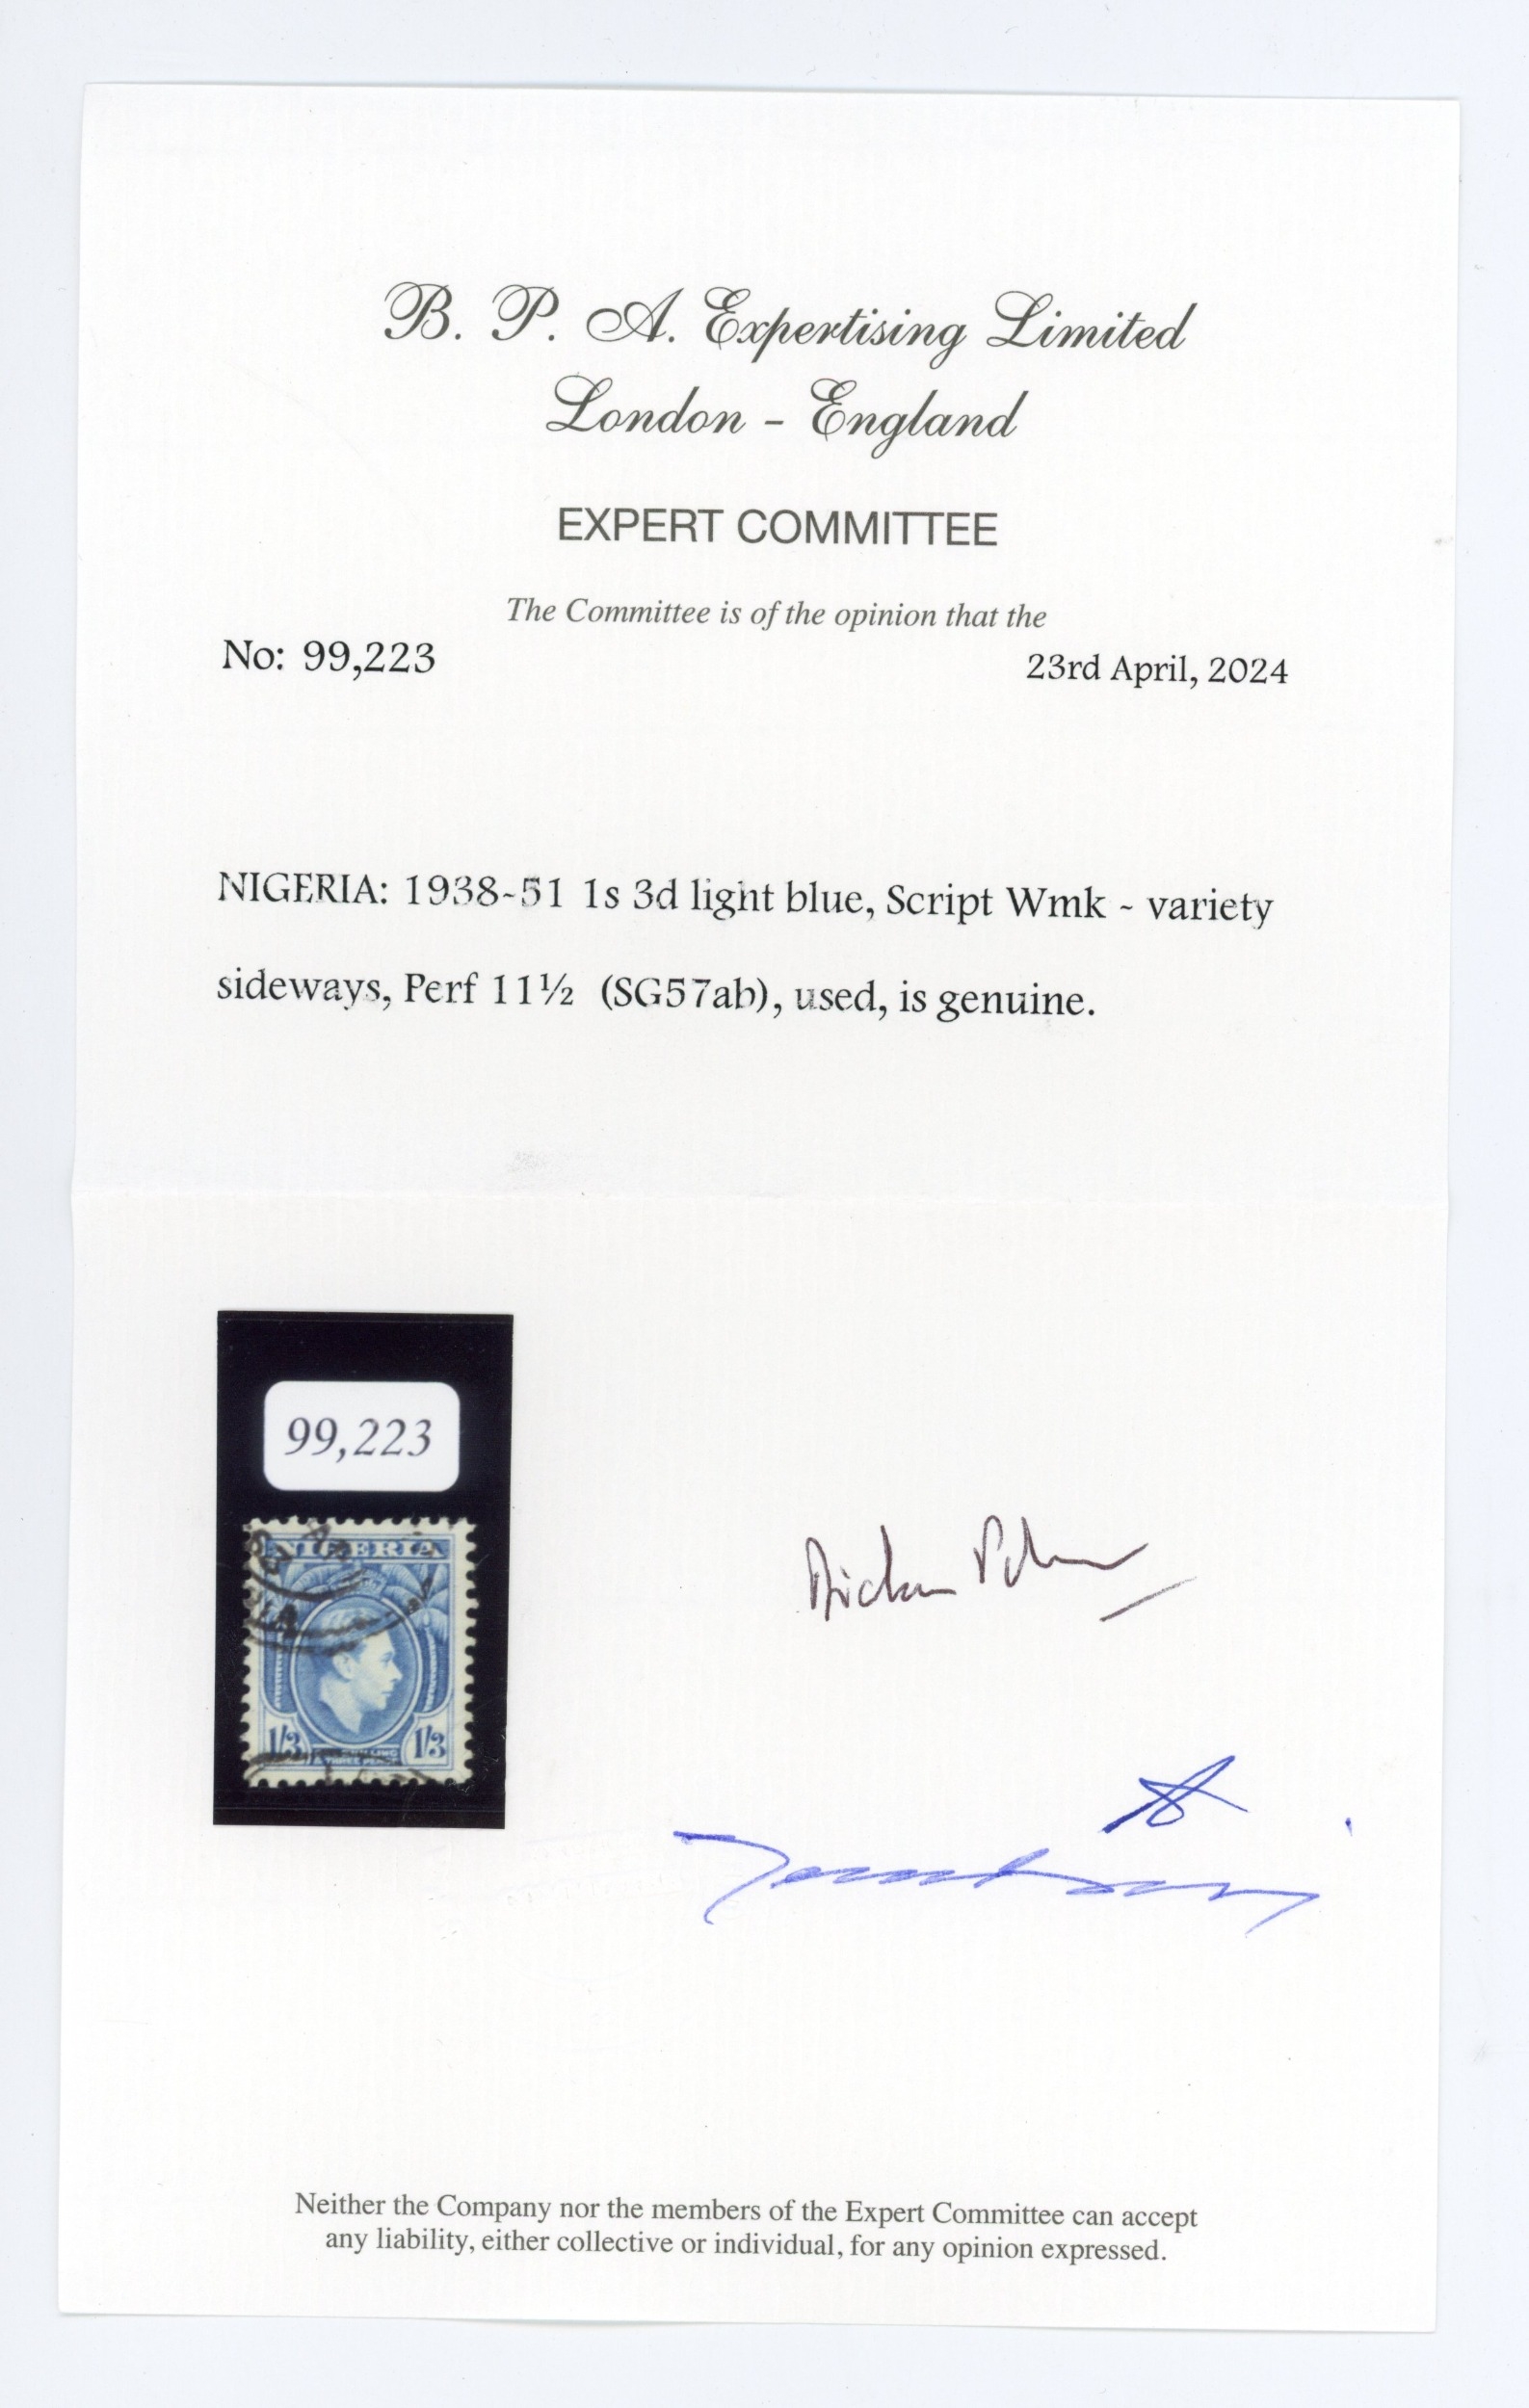 B. P. A. Expertising Limited
London - England
EXPERT COMMITTEE
The Committee is of the opinion that the
No: 99,223
23rd April, 2024
NIGERIA: 1938-51 1s 3d light blue, Script Wmk - variety
sideways, Perf 11½ (SG57ab), used, is genuine.
99,223
NIGERIA
1/3 1/3
Neither the Company nor the members of the Expert Committee can accept
any liability, either collective or individual, for any opinion expressed.